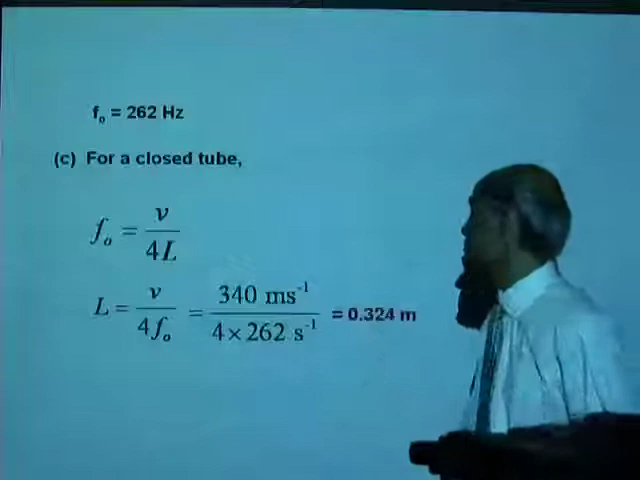 fₒ = 262 Hz
(c) For a closed tube,
fₒ = v / 4L
L = v / 4fₒ = 340 ms⁻¹ / 4 × 262 s⁻¹ = 0.324 m